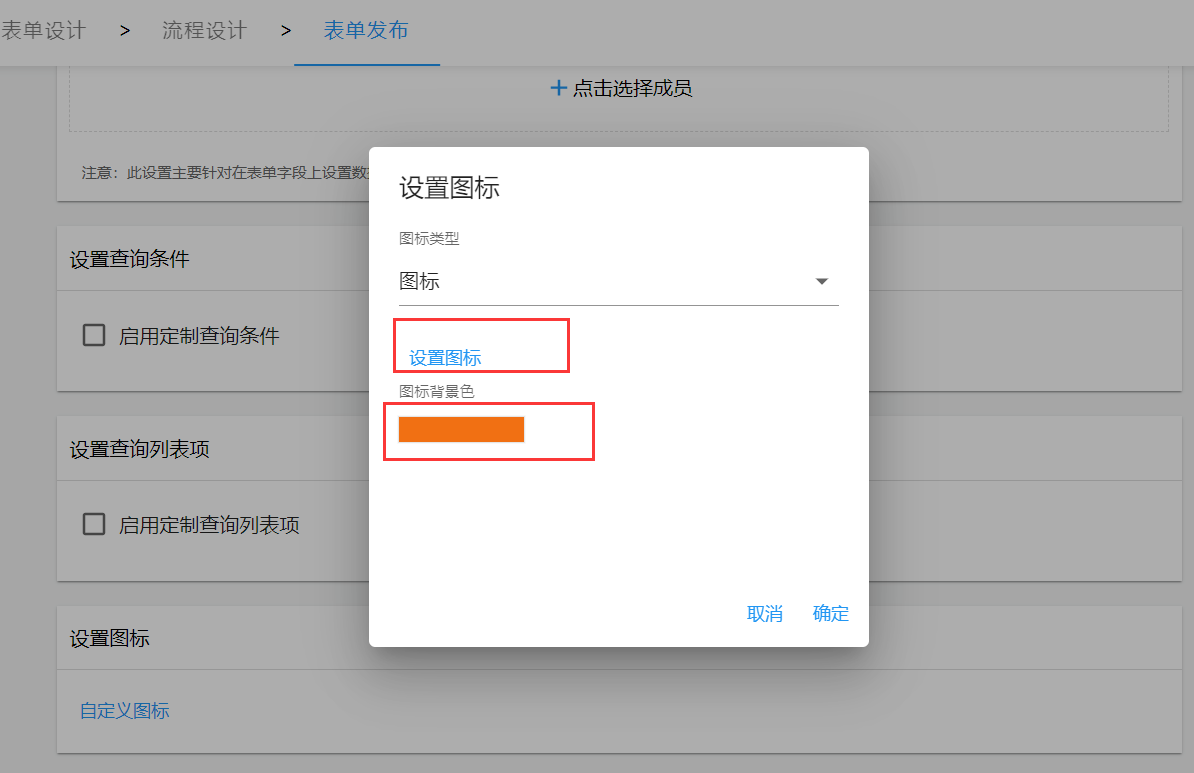 表单设计 > 流程设计 > 表单发布
+ 点击选择成员
注意：此设置主要针对在表单字段上设置数
设置图标
图标类型
图标
设置图标
图标背景色
取消 确定
设置查询条件
启用定制查询条件
设置查询列表项
启用定制查询列表项
设置图标
自定义图标